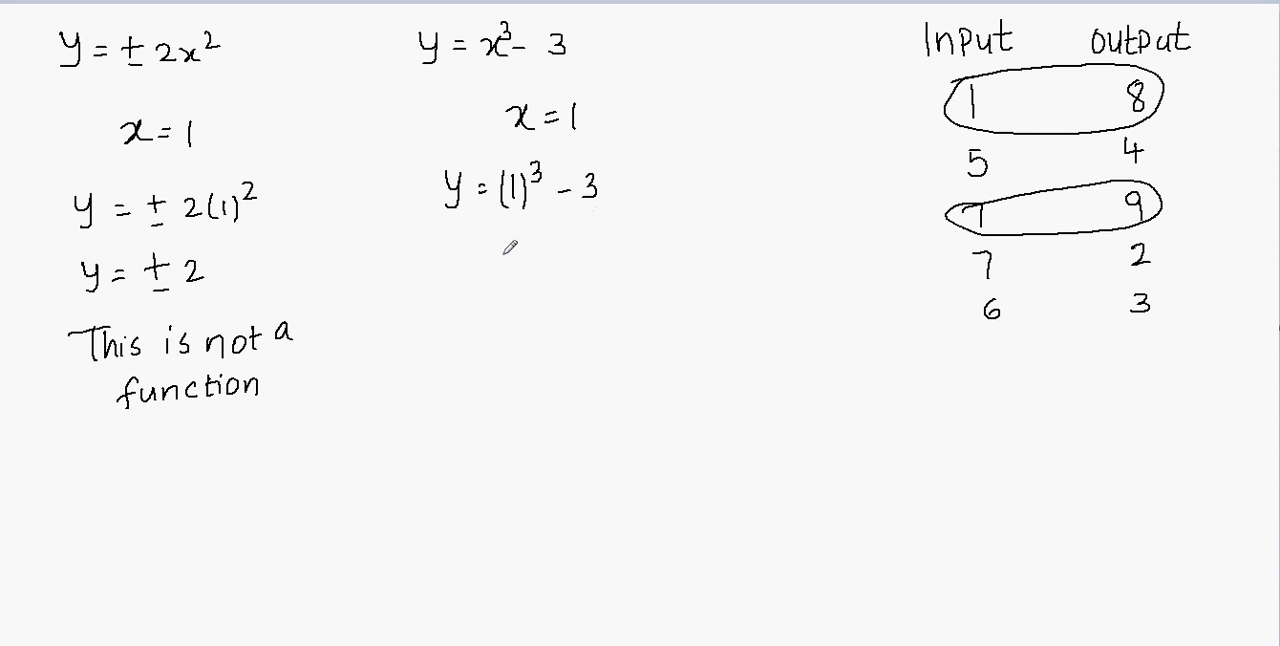 y = ± 2x²
x = 1
y = ± 2(1)²
y = ± 2
This is not a
function
y = x³ - 3
x = 1
y = (1)³ - 3
Input output
1 8
5 4
9
7 2
6 3